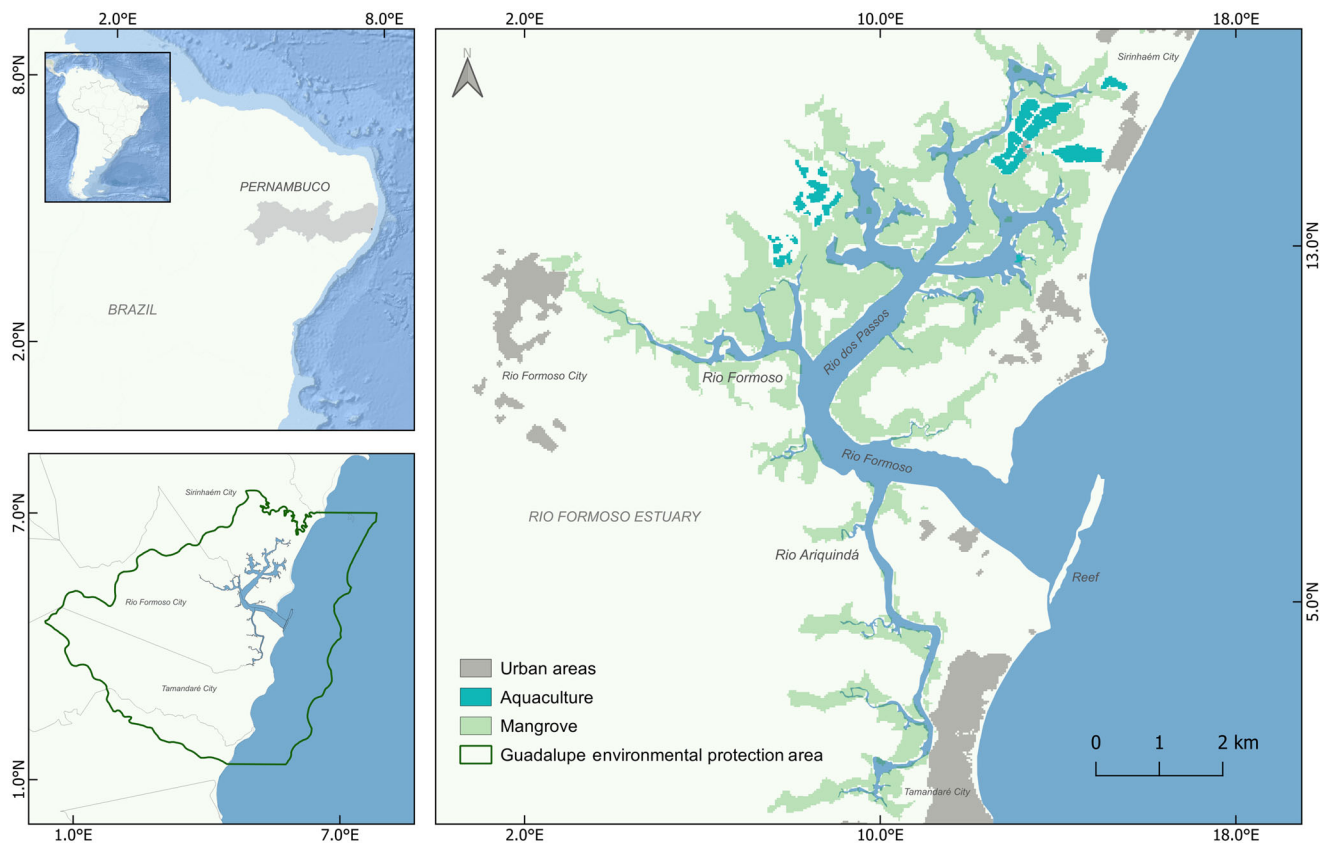 2.0°E
8.0°E
8.0°N
2.0°N
PERNAMBUCO
BRAZIL
7.0°N
1.0°N
1.0°E
7.0°E
Sirinhaém City
Rio Formoso City
Tamandaré City
2.0°E
10.0°E
18.0°E
N
Sirinhaém City
13.0°N
Rio dos Passos
Rio Formoso
Rio Formoso City
Rio Formoso
RIO FORMOSO ESTUARY
Rio Ariquindá
Reef
5.0°N
Urban areas
Aquaculture
Mangrove
Guadalupe environmental protection area
0 1 2 km
Tamandaré City
2.0°E
10.0°E
18.0°E